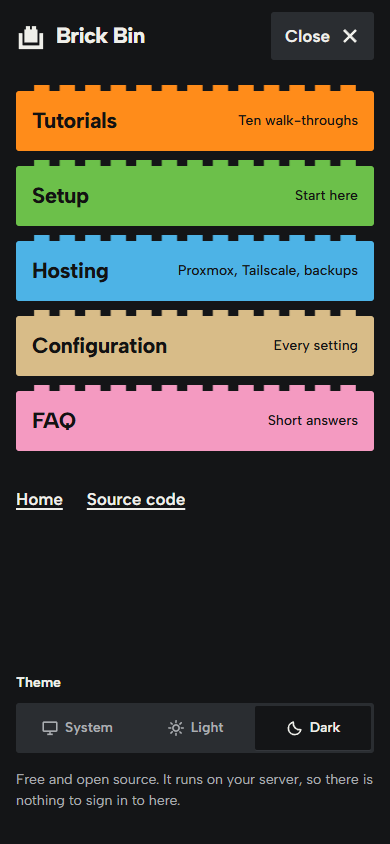 Brick Bin
Close
Tutorials
Ten walk-throughs
Setup
Start here
Hosting
Proxmox, Tailscale, backups
Configuration
Every setting
FAQ
Short answers
Home
Source code
Theme
System
Light
Dark
Free and open source. It runs on your server, so there is
nothing to sign in to here.